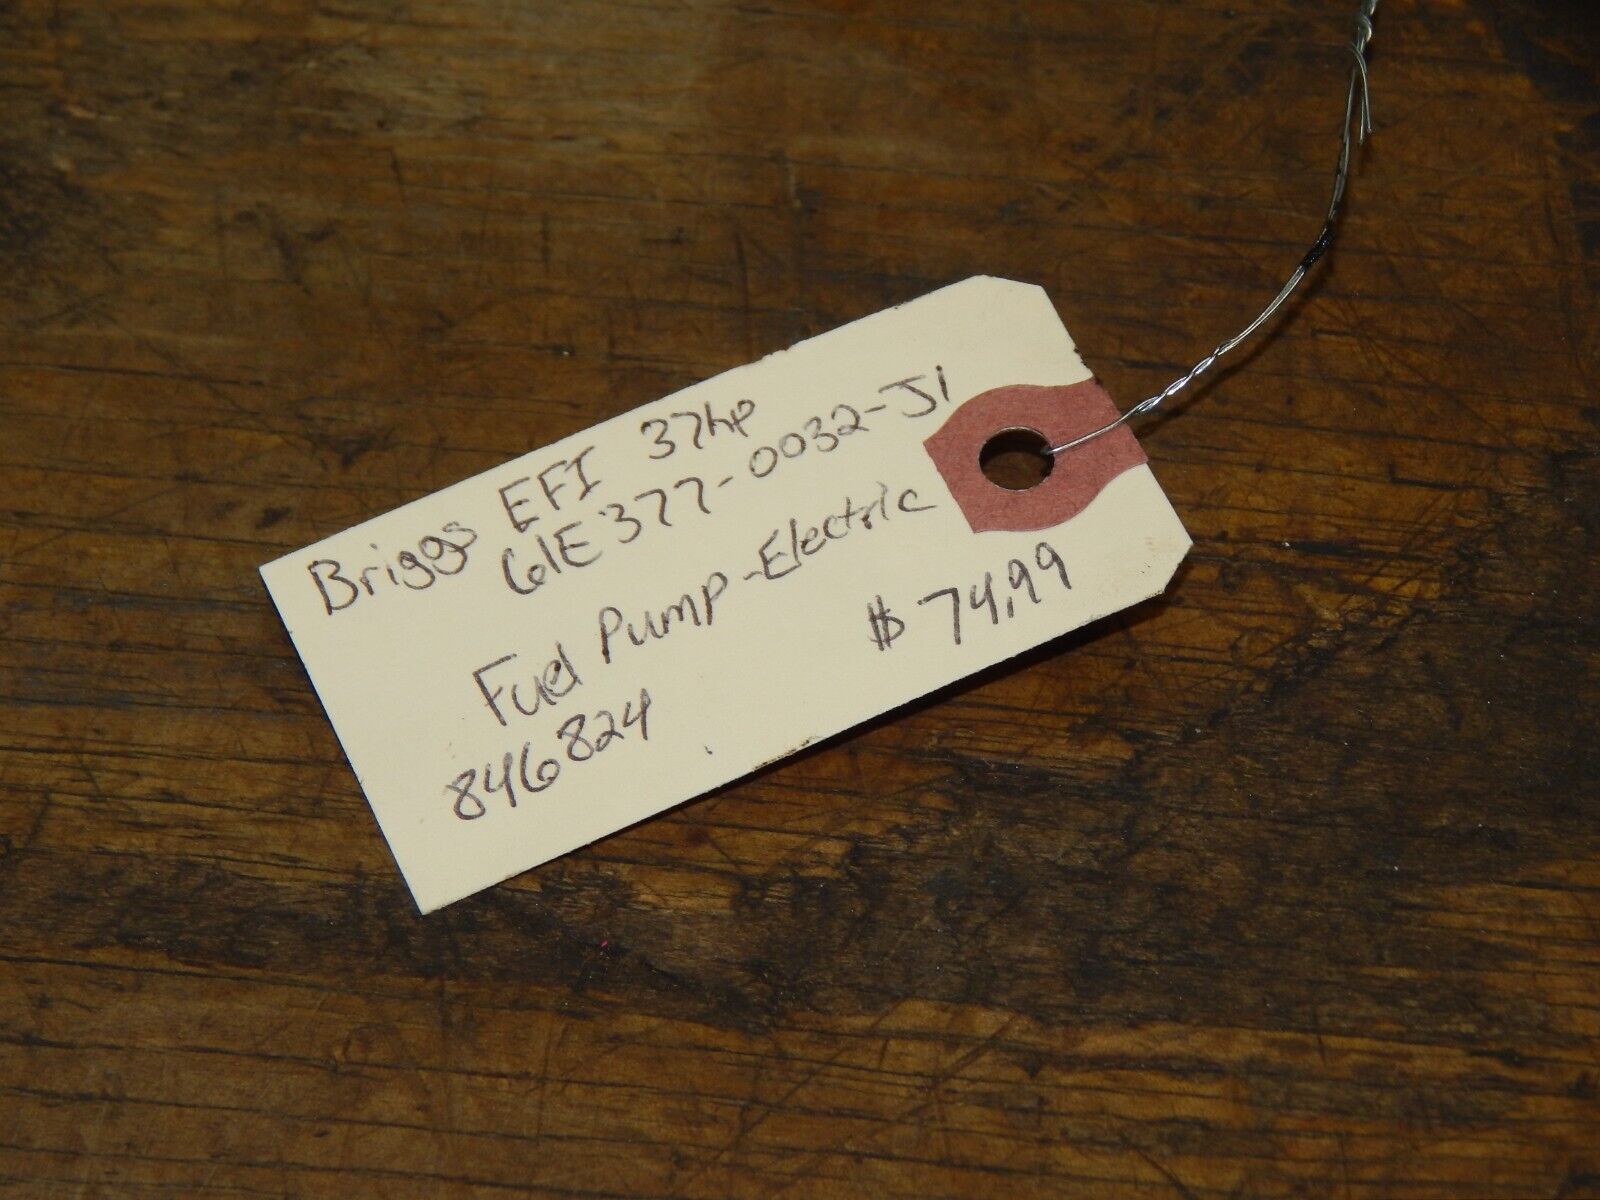 Briggs EFI 37hp
61E377-0032-J1
Fuel Pump-Electric
846824 $74.99